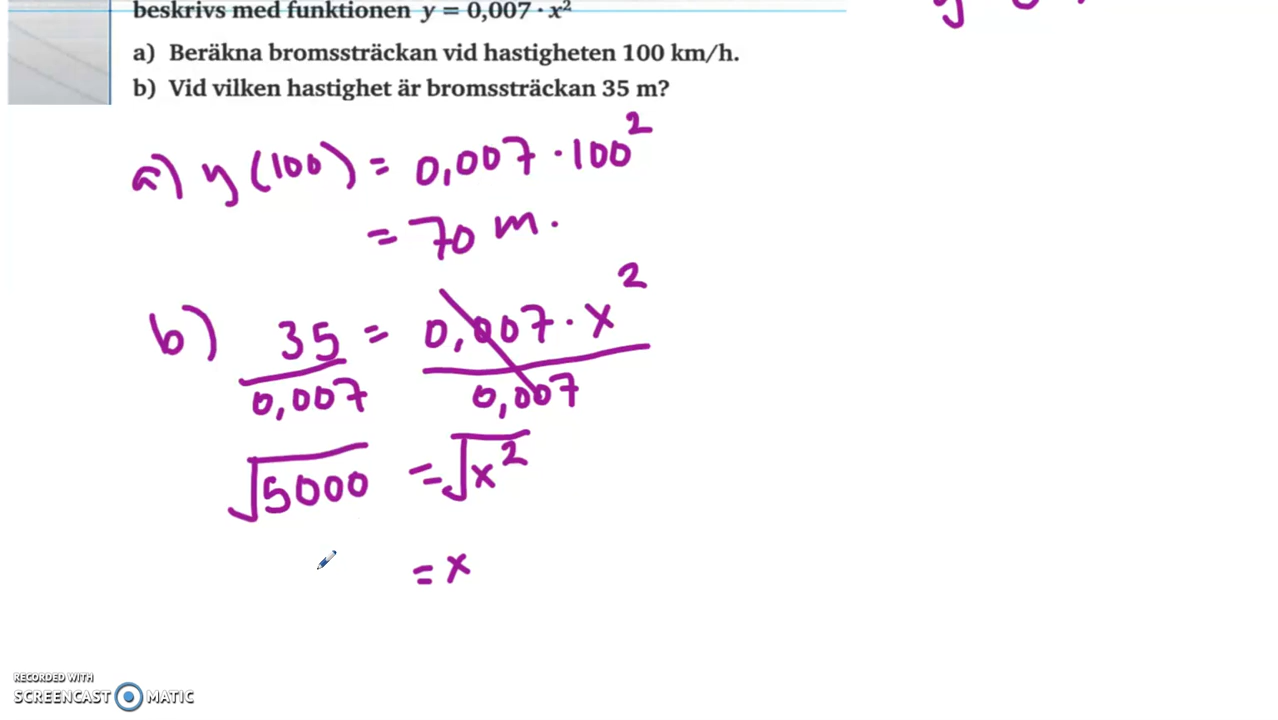 beskrivs med funktionen y = 0,007 · x²
a) Beräkna bromssträckan vid hastigheten 100 km/h.
b) Vid vilken hastighet är bromssträckan 35 m?
a) y(100) = 0,007 · 100²
= 70 m.
b) 35 = 0,007 · x²
0,007 0,007
√5000 = √x²
= x
RECORDED WITH
SCREENCAST MATIC